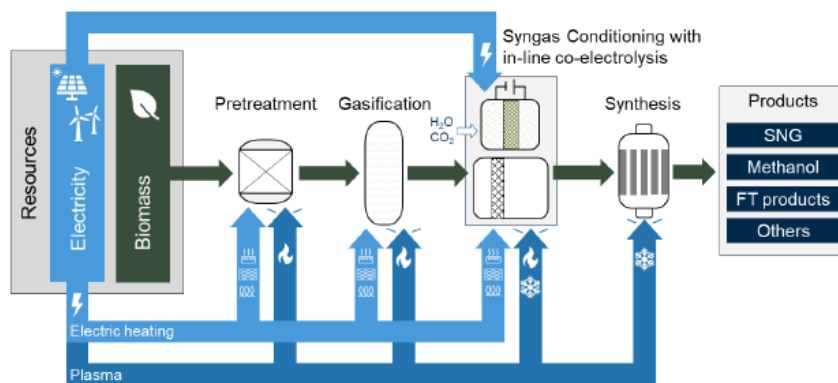 Resources
Electricity
Biomass
Pretreatment
Gasification
Syngas Conditioning with
in-line co-electrolysis
H₂O
CO₂
Synthesis
Products
SNG
Methanol
FT products
Others
Electric heating
Plasma